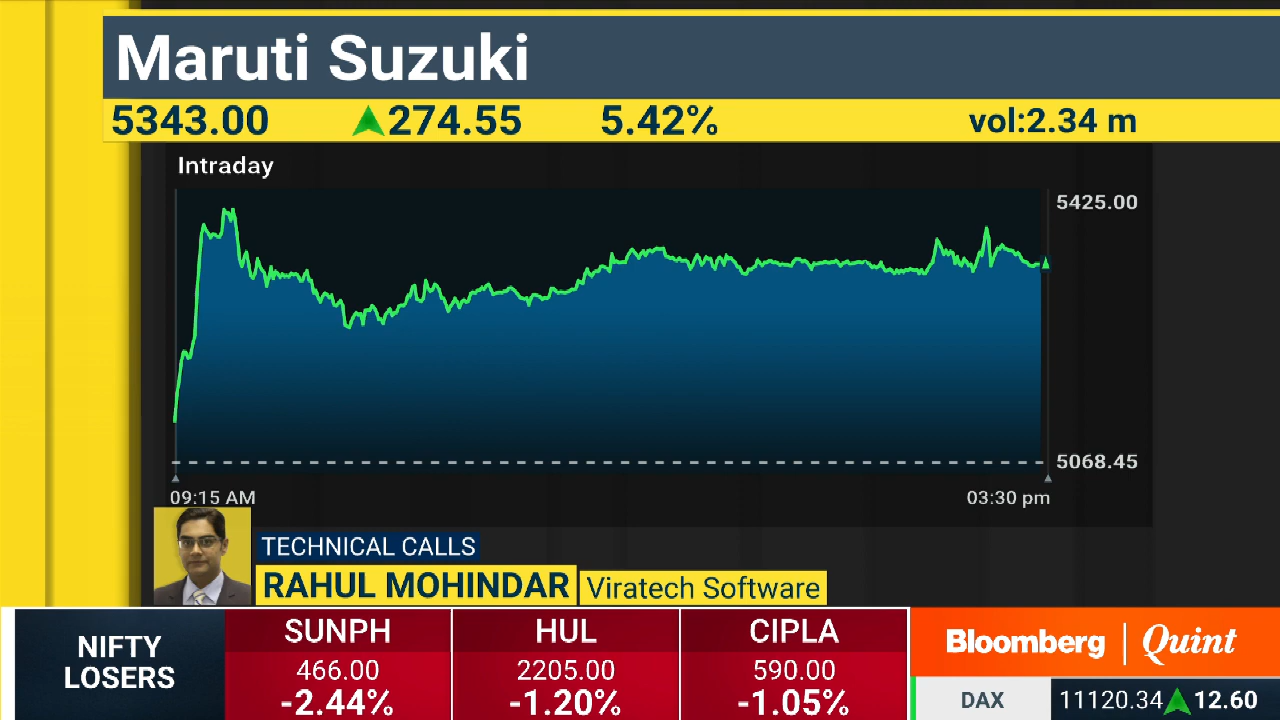 Maruti Suzuki
5343.00 274.55 5.42% vol:2.34 m
Intraday
5425.00
5068.45
09:15 AM 03:30 pm
TECHNICAL CALLS
RAHUL MOHINDAR Viratech Software
NIFTY LOSERS
SUNPH
466.00
-2.44%
HUL
2205.00
-1.20%
CIPLA
590.00
-1.05%
Bloomberg | Quint
DAX 11120.34 12.60